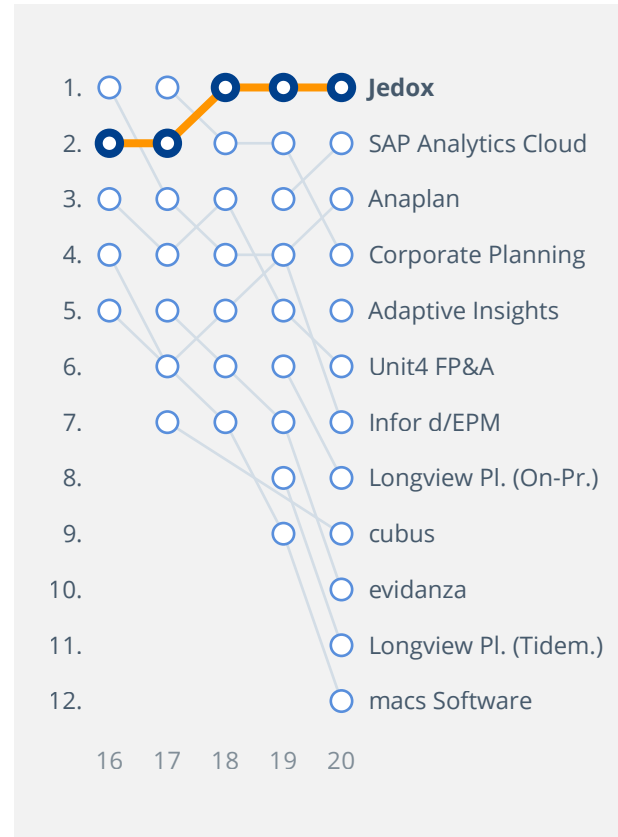 1. Jedox
2. SAP Analytics Cloud
3. Anaplan
4. Corporate Planning
5. Adaptive Insights
6. Unit4 FP&A
7. Infor d/EPM
8. Longview Pl. (On-Pr.)
9. cubus
10. evidanza
11. Longview Pl. (Tidem.)
12. macs Software
16 17 18 19 20